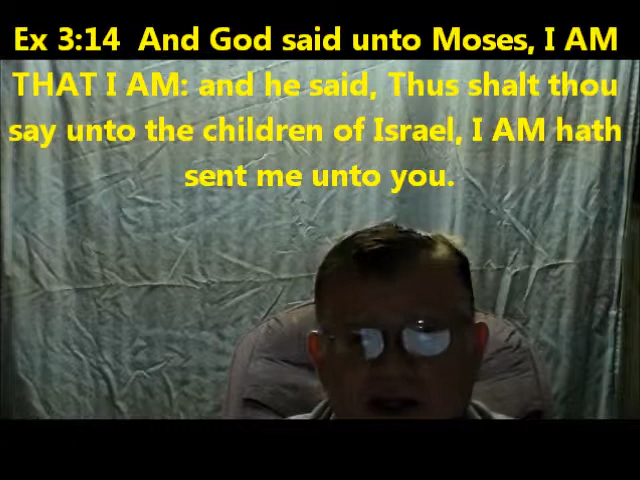 Ex 3:14  And God said unto Moses, I AM
THAT I AM: and he said, Thus shalt thou
say unto the children of Israel, I AM hath
sent me unto you.